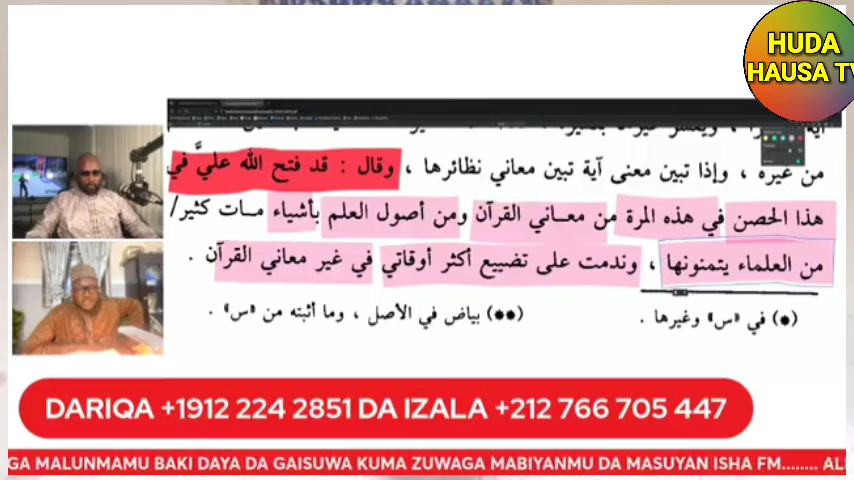 HUDA
HAUSA TV
من غيره ، وإذا تبين معنى آية تبين معاني نظائرها ، وقال : قد فتح الله عليَّ في
هذا الحصن في هذه المرة من معـاني القرآن ومن أصول العلم بأشياء مـات كثير/
من العلماء يتمنونها ، وندمت على تضييع أكثر أوقاتي في غير معاني القرآن .
(*) في «س» وغيرها .
(**) بياض في الأصل ، وما أثبته من «س» .
DARIQA +1912 224 2851 DA IZALA +212 766 705 447
GA MALUNMAMU BAKI DAYA DA GAISUWA KUMA ZUWAGA MABIYANMU DA MASUYAN ISHA FM........